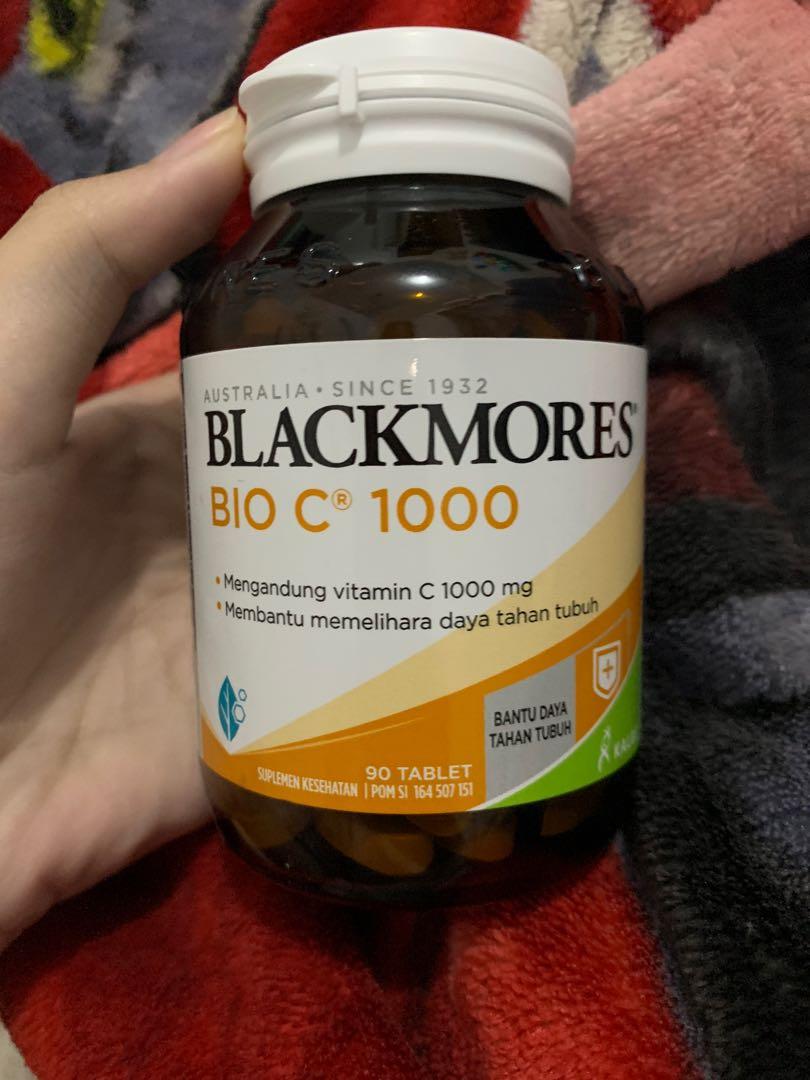 AUSTRALIA • SINCE 1932
BLACKMORES®
BIO C® 1000
• Mengandung vitamin C 1000 mg
• Membantu memelihara daya tahan tubuh
BANTU DAYA
TAHAN TUBUH
90 TABLET
SUPLEMEN KESEHATAN | POM SI 164 507 151